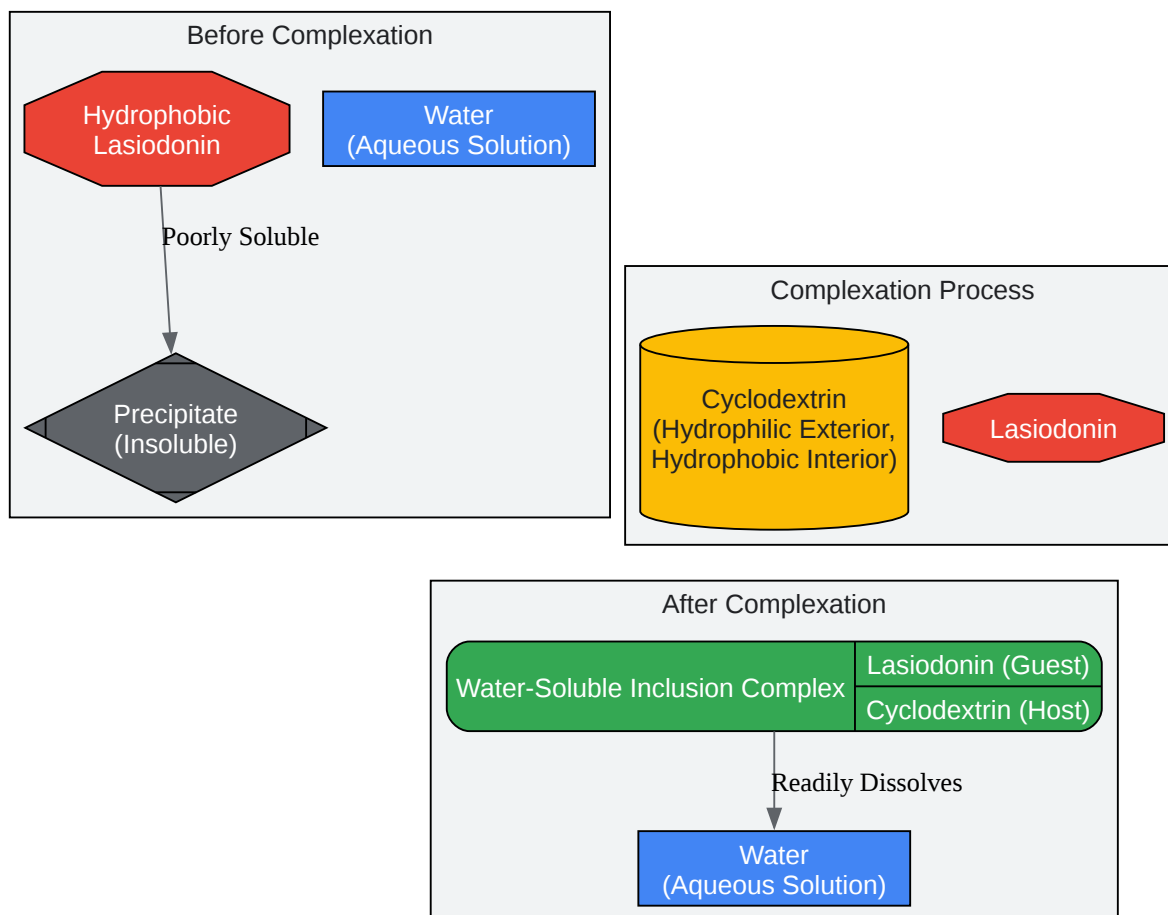 Before Complexation
Hydrophobic
Lasiodonin
Water
(Aqueous Solution)
Poorly Soluble
Precipitate
(Insoluble)
Complexation Process
Cyclodextrin
(Hydrophilic Exterior,
Hydrophobic Interior)
Lasiodonin
After Complexation
Water-Soluble Inclusion Complex
Lasiodonin (Guest)
Cyclodextrin (Host)
Readily Dissolves
Water
(Aqueous Solution)